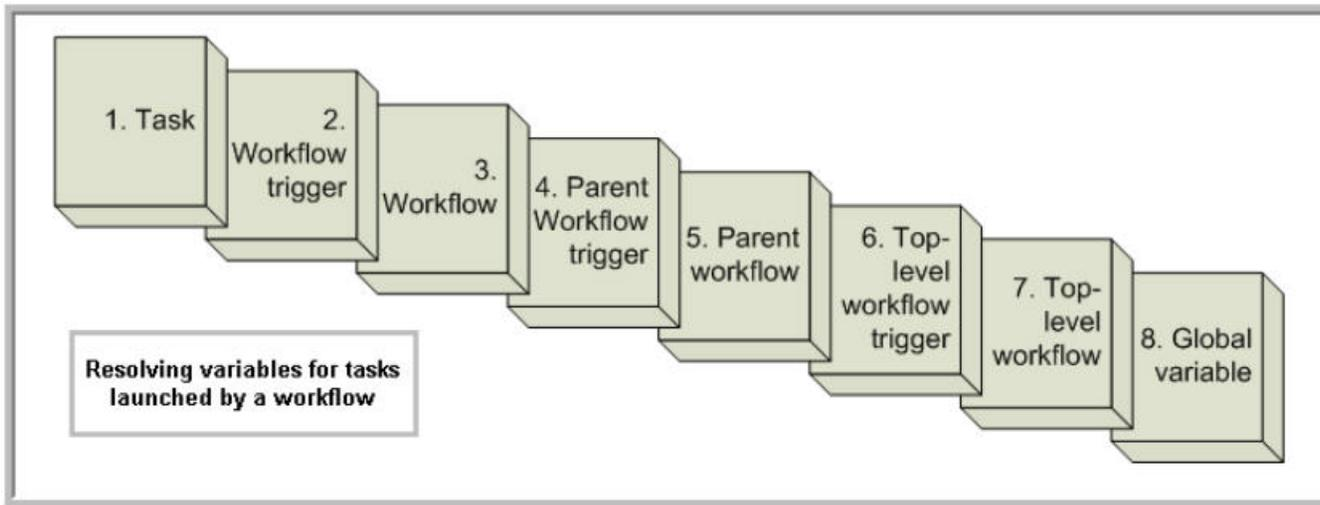 1. Task
2.
Workflow
trigger
3.
Workflow
4. Parent
Workflow
trigger
5. Parent
workflow
6. Top-
level
workflow
trigger
7. Top-
level
workflow
8. Global
variable
Resolving variables for tasks
launched by a workflow